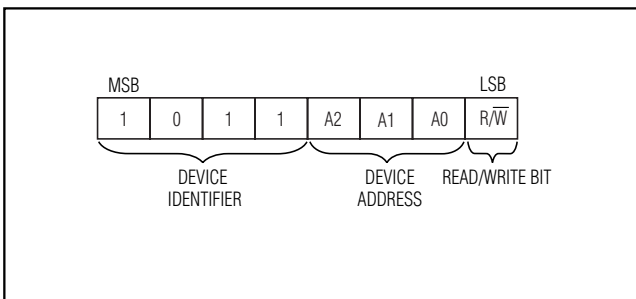 MSB LSB
1 0 1 1 A2 A1 A0 R/W̅
DEVICE IDENTIFIER
DEVICE ADDRESS
READ/WRITE BIT